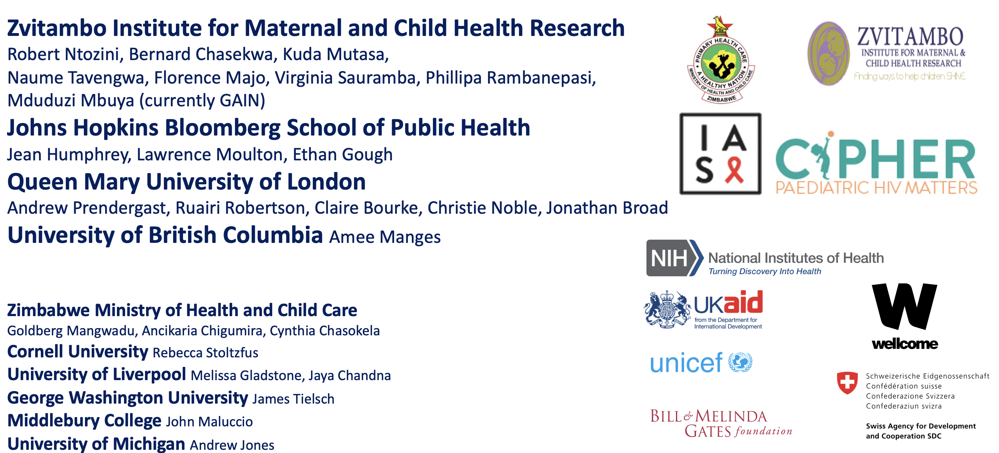 Zvitambo Institute for Maternal and Child Health Research
Robert Ntozini, Bernard Chasekwa, Kuda Mutasa,
Naume Tavengwa, Florence Majo, Virginia Sauramba, Phillipa Rambanepasi,
Mduduzi Mbuya (currently GAIN)
Johns Hopkins Bloomberg School of Public Health
Jean Humphrey, Lawrence Moulton, Ethan Gough
Queen Mary University of London
Andrew Prendergast, Ruairi Robertson, Claire Bourke, Christie Noble, Jonathan Broad
University of British Columbia Amee Manges
Zimbabwe Ministry of Health and Child Care
Goldberg Mangwadu, Ancikaria Chigumira, Cynthia Chasokela
Cornell University Rebecca Stoltzfus
University of Liverpool Melissa Gladstone, Jaya Chandna
George Washington University James Tielsch
Middlebury College John Maluccio
University of Michigan Andrew Jones
• PRIMARY HEALTH CARE •
A HEALTHY NATION
MINISTRY OF HEALTH AND CHILD CARE
ZIMBABWE
ZVITAMBO
INSTITUTE FOR MATERNAL &
CHILD HEALTH RESEARCH
finding ways to help children SHINE
I A
S
CIPHER
PAEDIATRIC HIV MATTERS
NIH National Institutes of Health
Turning Discovery Into Health
UKaid
from the Department for
International Development
DIEU ET MON DROIT
W
wellcome
unicef
Schweizerische Eidgenossenschaft
Confédération suisse
Confederazione Svizzera
Confederaziun svizra
Swiss Agency for Development
and Cooperation SDC
BILL & MELINDA
GATES foundation